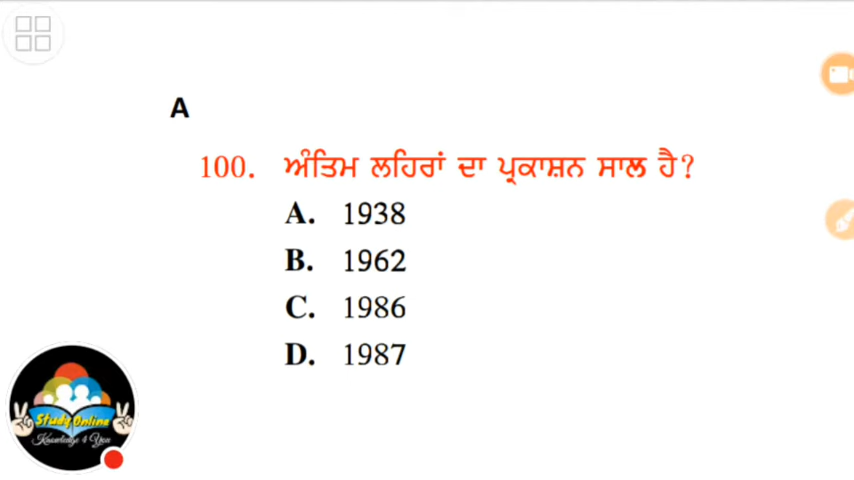 A
100. ਅੰਤਿਮ ਲਹਿਰਾਂ ਦਾ ਪ੍ਰਕਾਸ਼ਨ ਸਾਲ ਹੈ?
A. 1938
B. 1962
C. 1986
D. 1987
Study Online
Knowledge 4 You